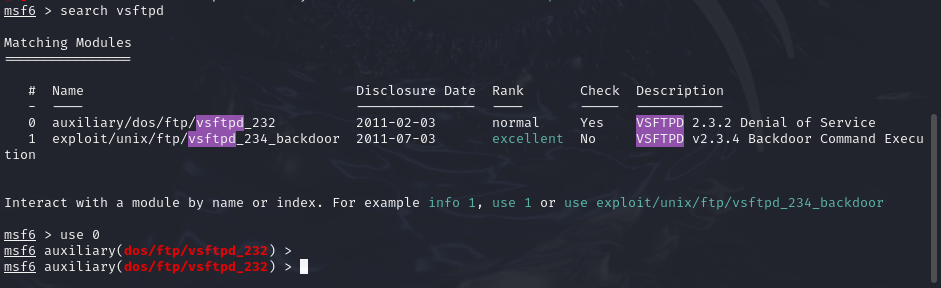 msf6 > search vsftpd
Matching Modules
================
# Name Disclosure Date Rank Check Description
- ---- --------------- ---- ----- -----------
0 auxiliary/dos/ftp/vsftpd_232 2011-02-03 normal Yes VSFTPD 2.3.2 Denial of Service
1 exploit/unix/ftp/vsftpd_234_backdoor 2011-07-03 excellent No VSFTPD v2.3.4 Backdoor Command Execu
tion
Interact with a module by name or index. For example info 1, use 1 or use exploit/unix/ftp/vsftpd_234_backdoor
msf6 > use 0
msf6 auxiliary(dos/ftp/vsftpd_232) >
msf6 auxiliary(dos/ftp/vsftpd_232) >